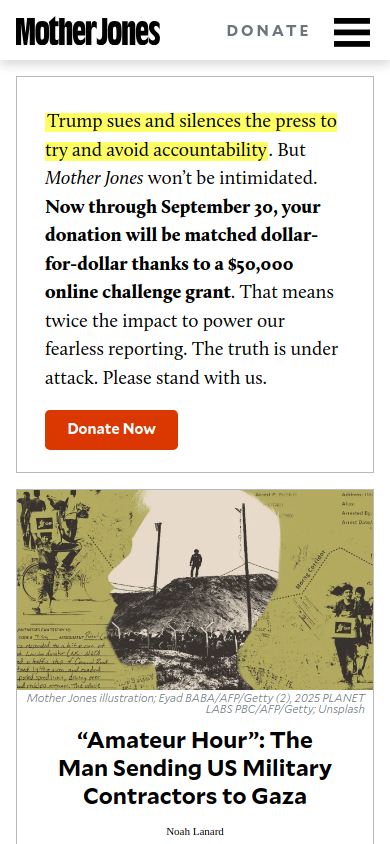 Mother Jones
DONATE
Trump sues and silences the press to
try and avoid accountability. But
Mother Jones won’t be intimidated.
Now through September 30, your
donation will be matched dollar-
for-dollar thanks to a $50,000
online challenge grant. That means
twice the impact to power our
fearless reporting. The truth is under
attack. Please stand with us.
Donate Now
Morag Corridor
Mother Jones illustration; Eyad BABA/AFP/Getty (2), 2025 PLANET
LABS PBC/AFP/Getty; Unsplash
“Amateur Hour”: The
Man Sending US Military
Contractors to Gaza
Noah Lanard